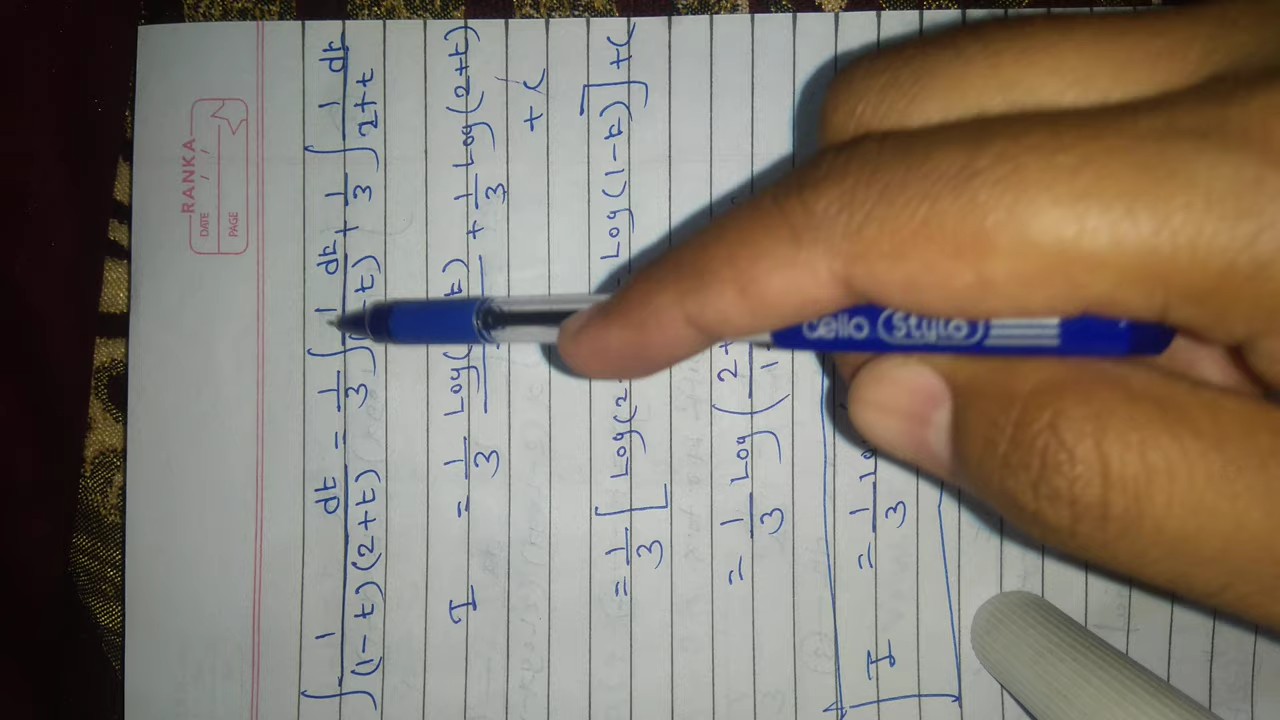 RANKA
DATE / /
PAGE
∫ 1/((1-t)(2+t)) dt = 1/3 ∫ 1/( t) dt + 1/3 ∫ 1/(2+t) dt
I = 1/3 Log( t)/ + 1/3 Log(2+t)
+ C
= 1/3 [ Log(2 Log(1-t) ] + C
= 1/3 Log( 2+ / 1
I = 1/3
cello Stylo